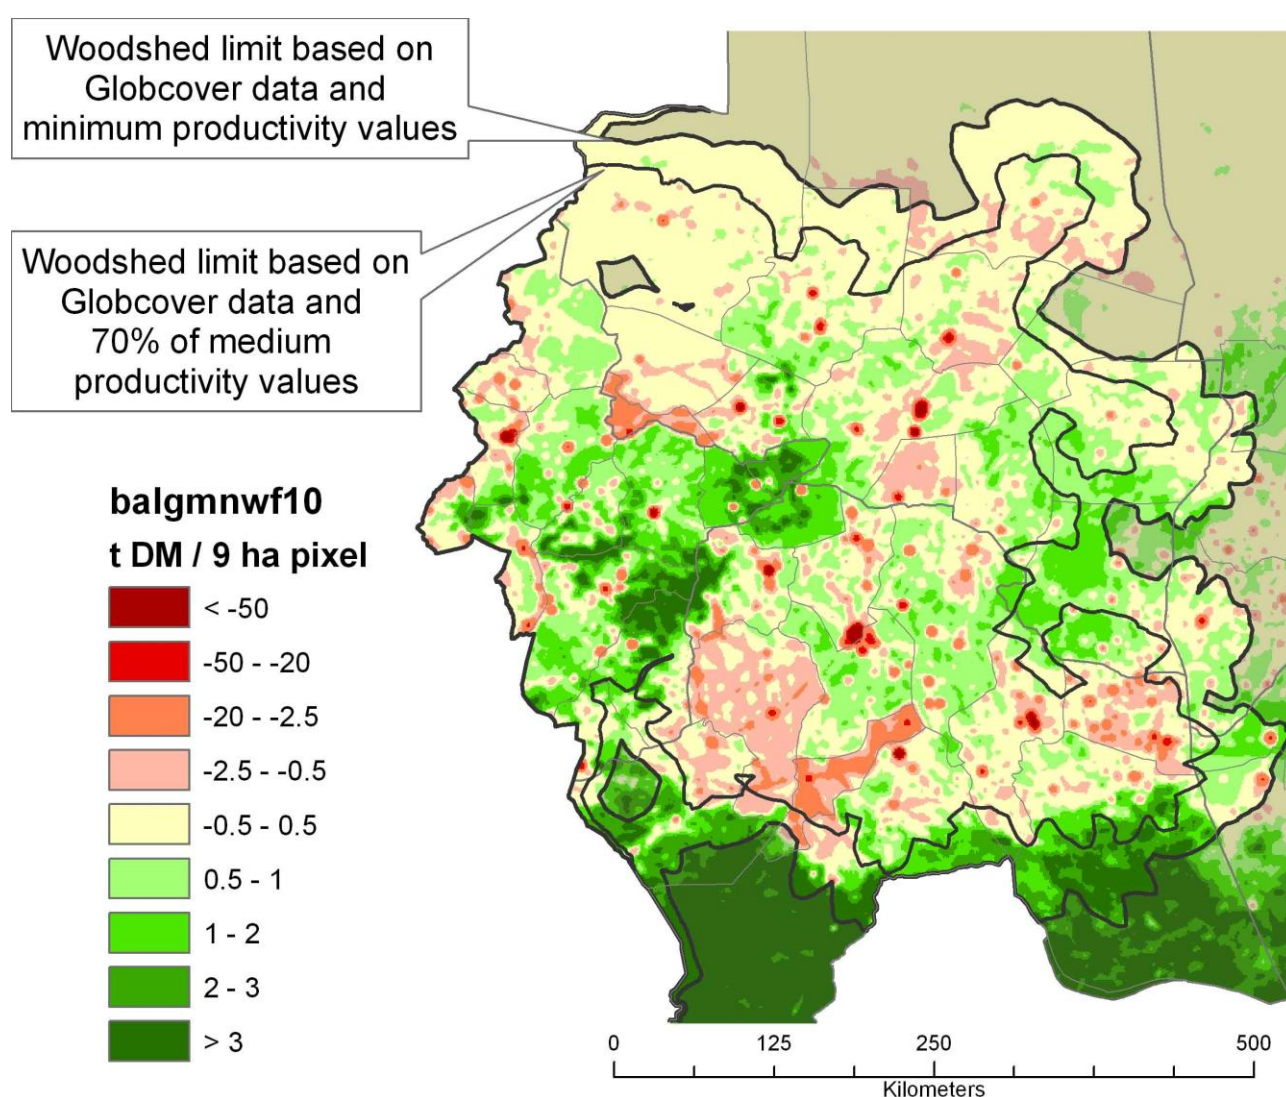 Woodshed limit based on
Globcover data and
minimum productivity values
Woodshed limit based on
Globcover data and
70% of medium
productivity values
balgmnwf10
t DM / 9 ha pixel
< -50
-50 - -20
-20 - -2.5
-2.5 - -0.5
-0.5 - 0.5
0.5 - 1
1 - 2
2 - 3
> 3
0 125 250 500
Kilometers